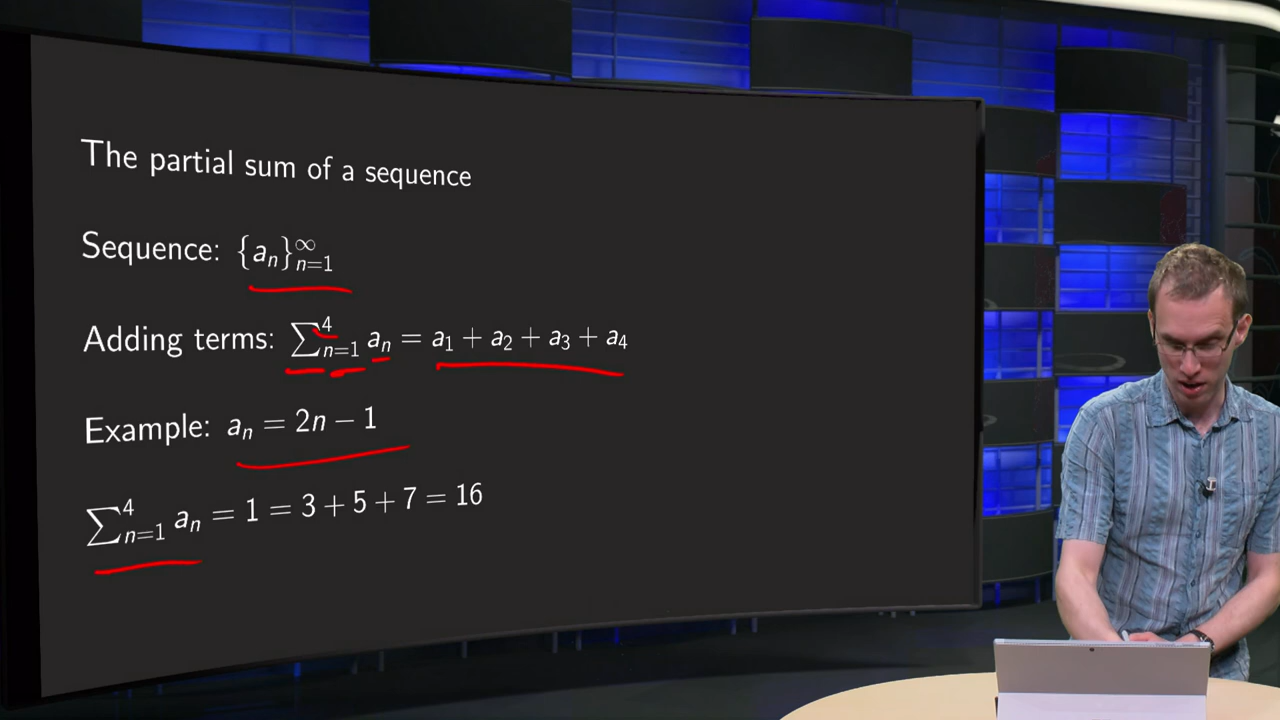 The partial sum of a sequence
Sequence: {aₙ}ₙ₌₁^∞
Adding terms: ∑ₙ₌₁⁴ aₙ = a₁ + a₂ + a₃ + a₄
Example: aₙ = 2n − 1
∑ₙ₌₁⁴ aₙ = 1 = 3 + 5 + 7 = 16